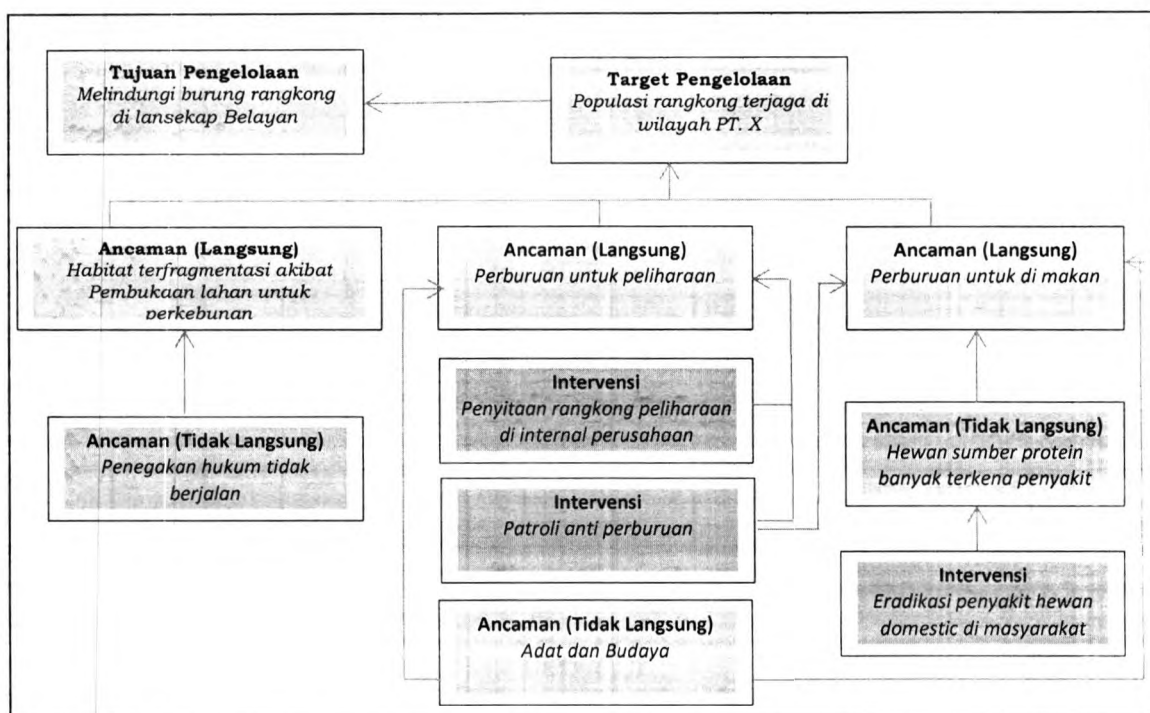 Tujuan Pengelolaan
Melindungi burung rangkong
di lansekap Belayan
Target Pengelolaan
Populasi rangkong terjaga di
wilayah PT. X
Ancaman (Langsung)
Habitat terfragmentasi akibat
Pembukaan lahan untuk
perkebunan
Ancaman (Langsung)
Perburuan untuk peliharaan
Ancaman (Langsung)
Perburuan untuk di makan
Intervensi
Penyitaan rangkong peliharaan
di internal perusahaan
Ancaman (Tidak Langsung)
Penegakan hukum tidak
berjalan
Ancaman (Tidak Langsung)
Hewan sumber protein
banyak terkena penyakit
Intervensi
Patroli anti perburuan
Intervensi
Eradikasi penyakit hewan
domestic di masyarakat
Ancaman (Tidak Langsung)
Adat dan Budaya